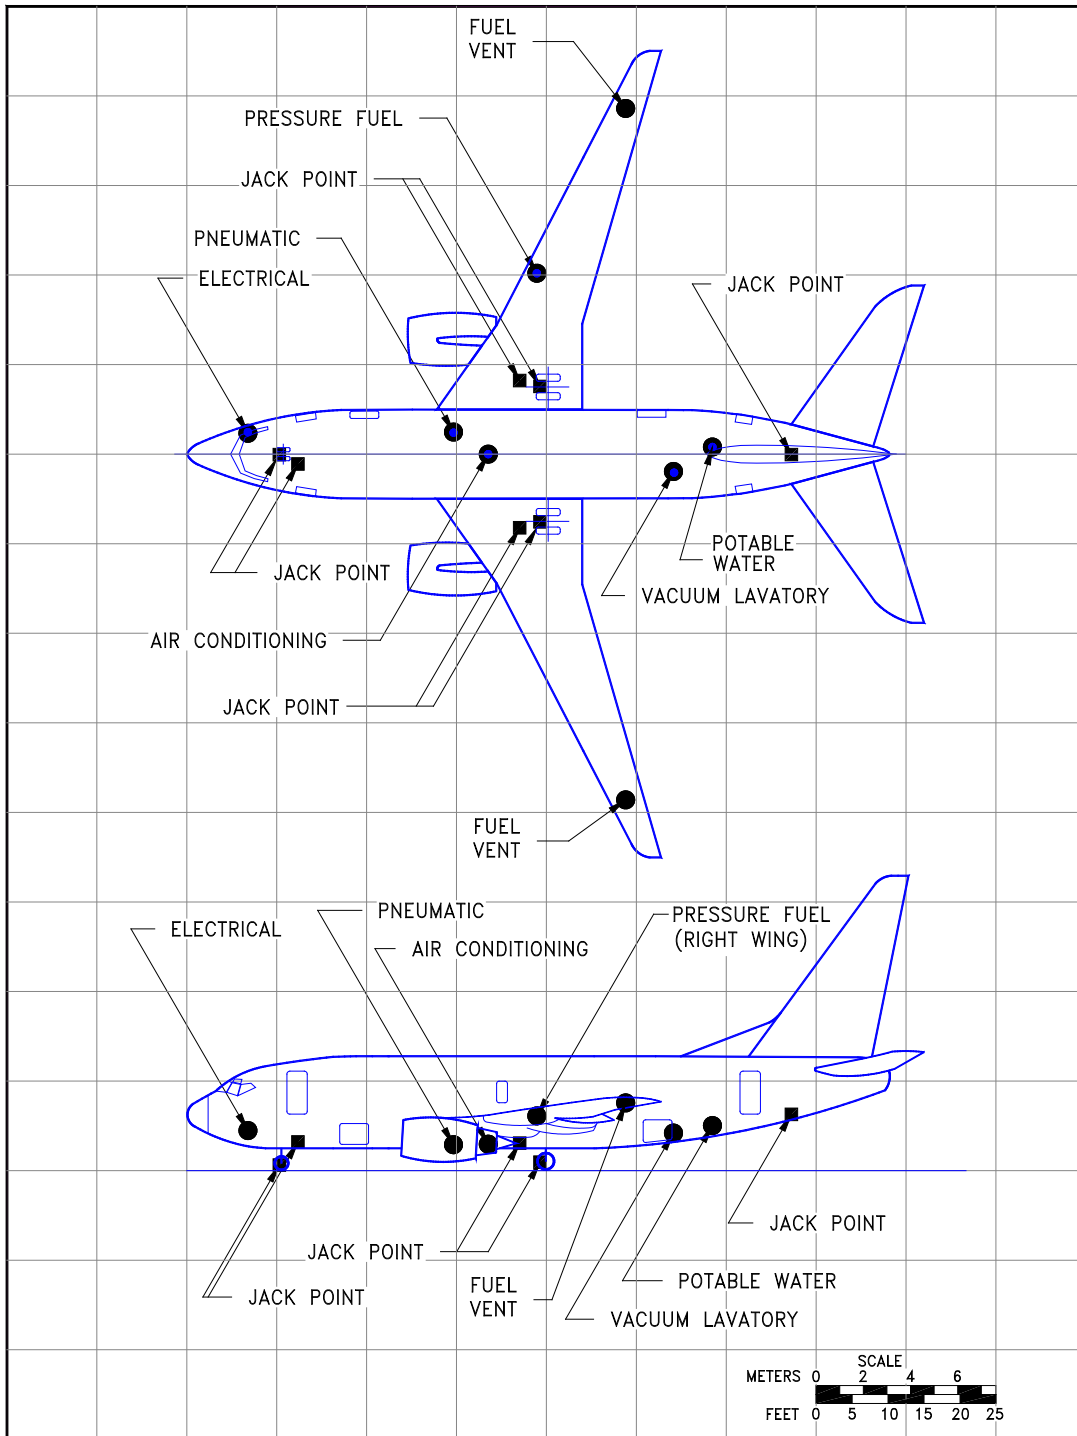 FUEL
VENT
PRESSURE FUEL
JACK POINT
PNEUMATIC
ELECTRICAL
JACK POINT
POTABLE
WATER
JACK POINT
VACUUM LAVATORY
AIR CONDITIONING
JACK POINT
FUEL
VENT
PNEUMATIC
PRESSURE FUEL
(RIGHT WING)
ELECTRICAL
AIR CONDITIONING
JACK POINT
JACK POINT
POTABLE WATER
FUEL
VENT
JACK POINT
VACUUM LAVATORY
SCALE
METERS 0 2 4 6
FEET 0 5 10 15 20 25